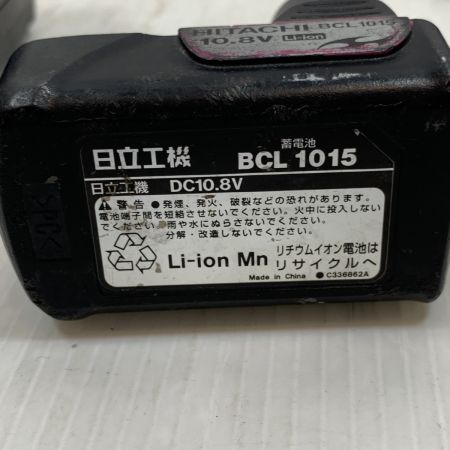 HITACHI BCL 1015
10.8V Li-ion
蓄電池
日立工機 BCL 1015
日立工機 DC10.8V
警告 ●発煙、発火、破裂などの恐れがあります。
電池端子間を短絡させないでください。火中に投入しない
でください。雨や水にぬらさないでください。
分解・改造しないでください。
Li-ion Mn リチウムイオン電池は
リサイクルへ
Made in China ●C336862A